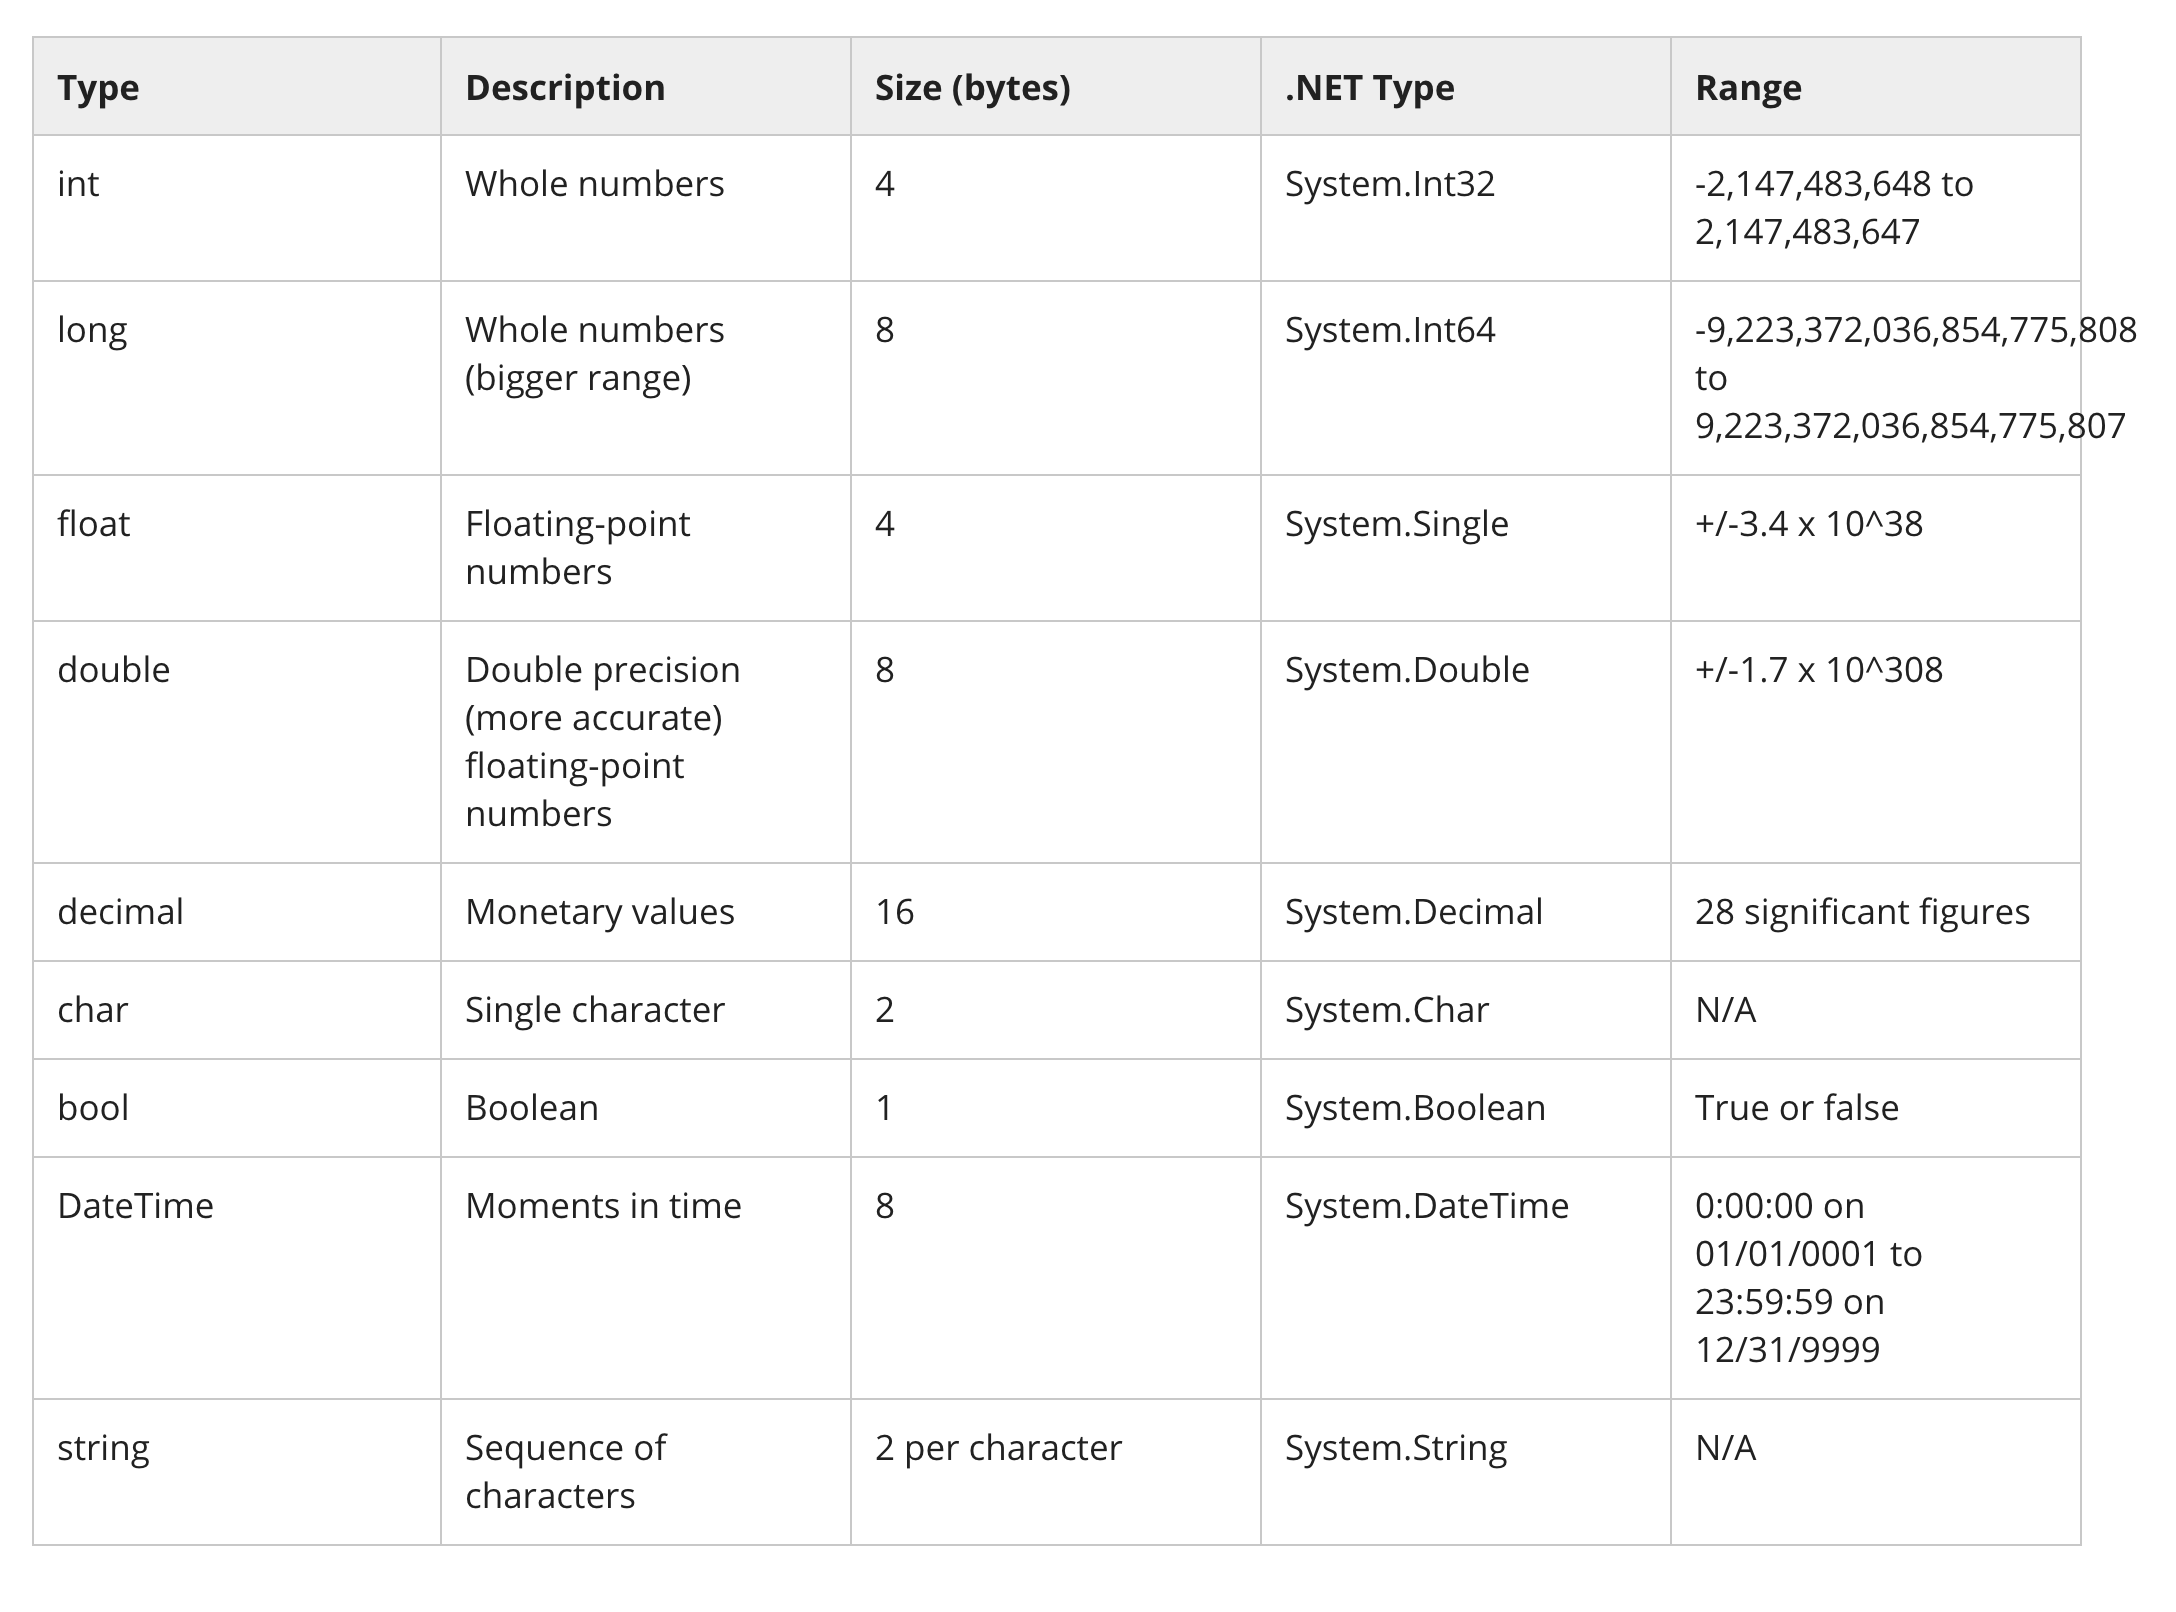 Type Description Size (bytes) .NET Type Range
int Whole numbers 4 System.Int32 -2,147,483,648 to
2,147,483,647
long Whole numbers 8 System.Int64 -9,223,372,036,854,775,808
(bigger range) to
9,223,372,036,854,775,807
float Floating-point 4 System.Single +/-3.4 x 10^38
numbers
double Double precision 8 System.Double +/-1.7 x 10^308
(more accurate)
floating-point
numbers
decimal Monetary values 16 System.Decimal 28 significant figures
char Single character 2 System.Char N/A
bool Boolean 1 System.Boolean True or false
DateTime Moments in time 8 System.DateTime 0:00:00 on
01/01/0001 to
23:59:59 on
12/31/9999
string Sequence of 2 per character System.String N/A
characters